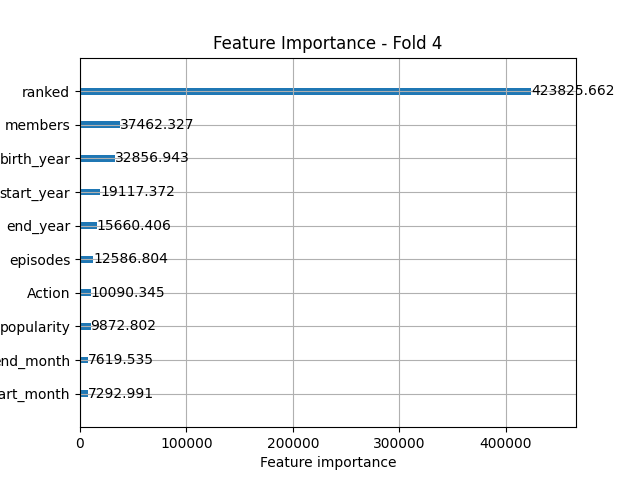 Feature Importance - Fold 4
ranked 423825.662
members 37462.327
birth_year 32856.943
start_year 19117.372
end_year 15660.406
episodes 12586.804
Action 10090.345
popularity 9872.802
end_month 7619.535
art_month 7292.991
0 100000 200000 300000 400000
Feature importance